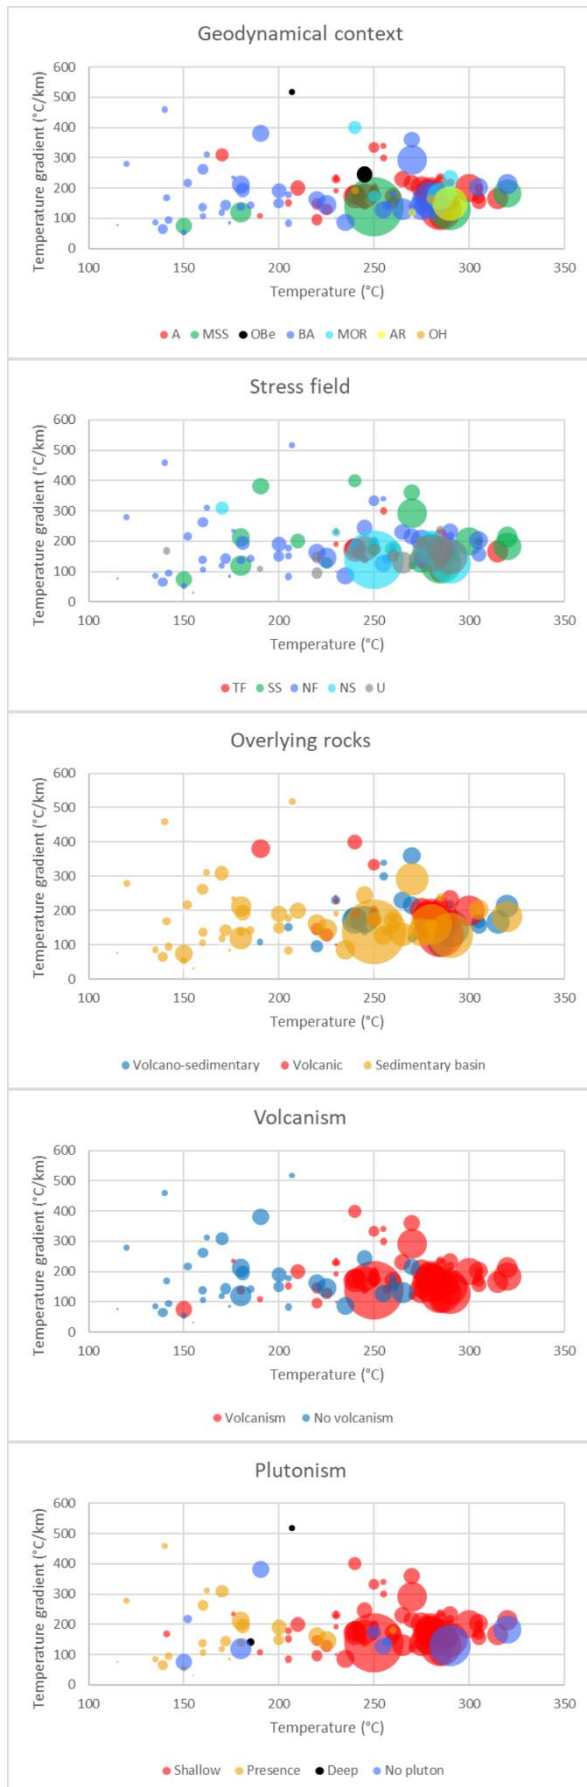 Geodynamical context
Temperature gradient (°C/km)
600
500
400
300
200
100
0
100 150 200 250 300 350
Temperature (°C)
A MSS OBe BA MOR AR OH
Stress field
Temperature gradient (°C/km)
600
500
400
300
200
100
0
100 150 200 250 300 350
Temperature (°C)
TF SS NF NS U
Overlying rocks
Temperature gradient (°C/km)
600
500
400
300
200
100
0
100 150 200 250 300 350
Temperature (°C)
Volcano-sedimentary Volcanic Sedimentary basin
Volcanism
Temperature gradient (°C/km)
600
500
400
300
200
100
0
100 150 200 250 300 350
Temperature (°C)
Volcanism No volcanism
Plutonism
Temperature gradient (°C/km)
600
500
400
300
200
100
0
100 150 200 250 300 350
Temperature (°C)
Shallow Presence Deep No pluton